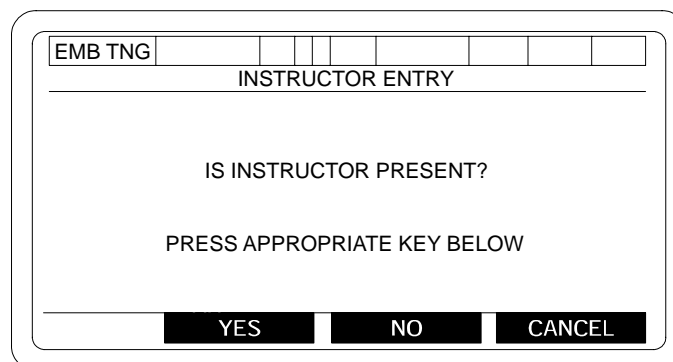 EMB TNG
INSTRUCTOR ENTRY
IS INSTRUCTOR PRESENT?
PRESS APPROPRIATE KEY BELOW
YES NO CANCEL